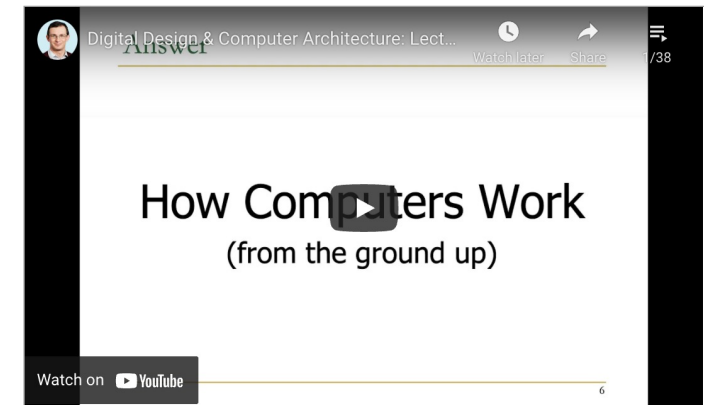 Digital Design & Computer Architecture: Lect...
Answer
Watch later
Share
1/38
How Computers Work
(from the ground up)
Watch on YouTube
6